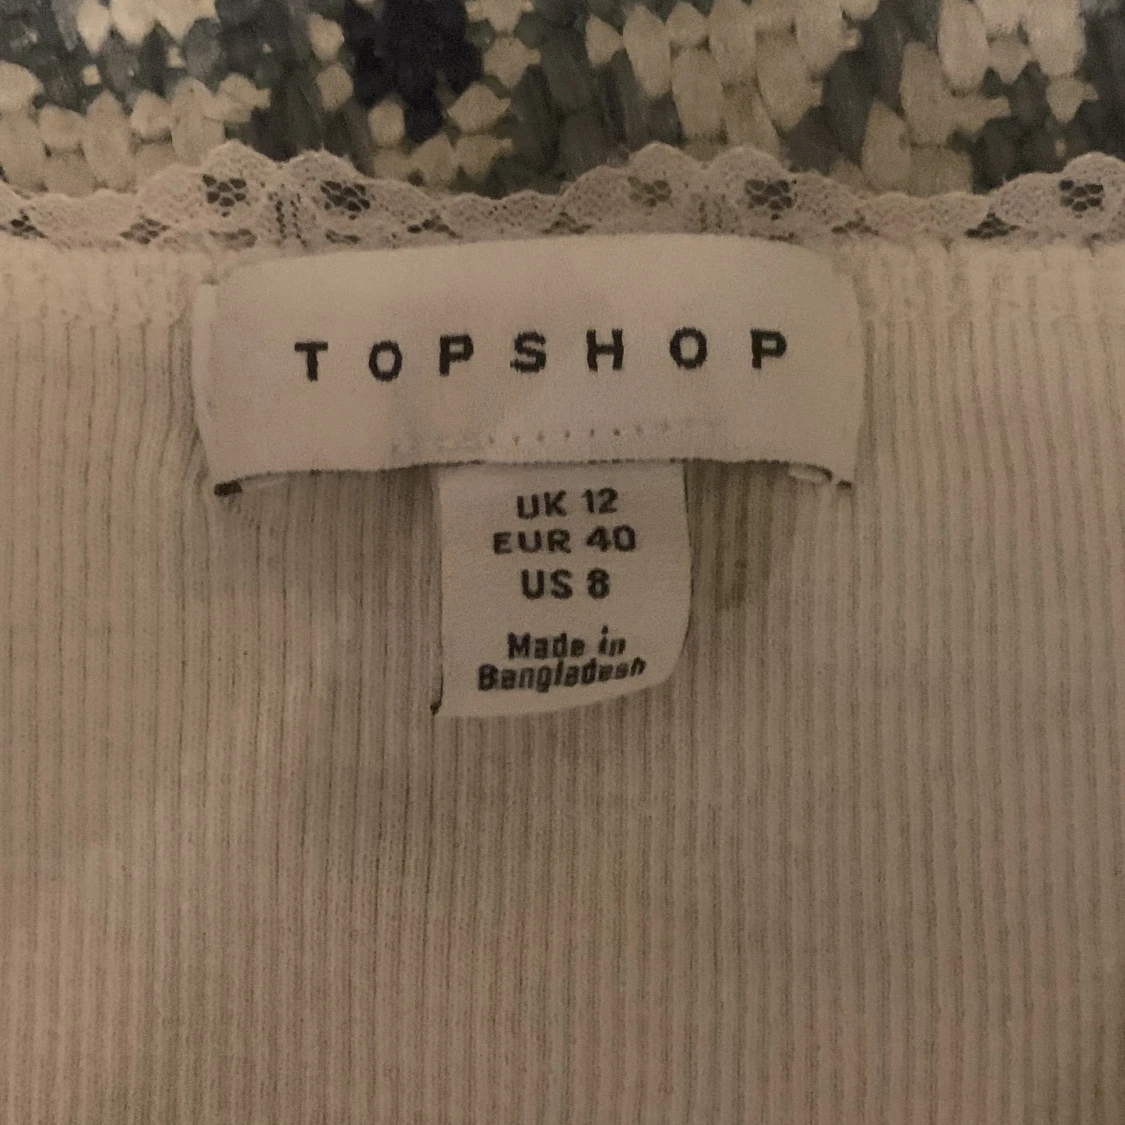 TOPSHOP
UK 12
EUR 40
US 8
Made in
Bangladesh